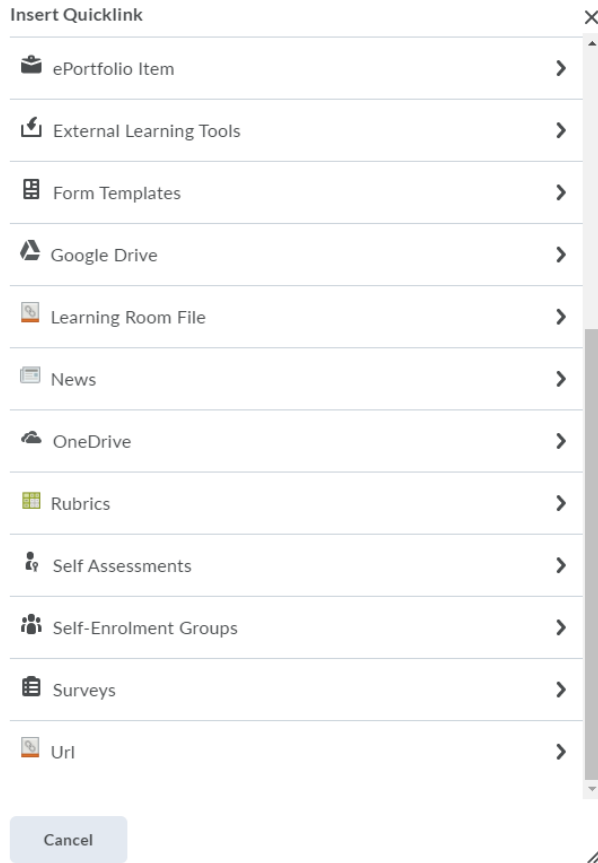 Insert Quicklink
ePortfolio Item
External Learning Tools
Form Templates
Google Drive
Learning Room File
News
OneDrive
Rubrics
Self Assessments
Self-Enrolment Groups
Surveys
Url
Cancel